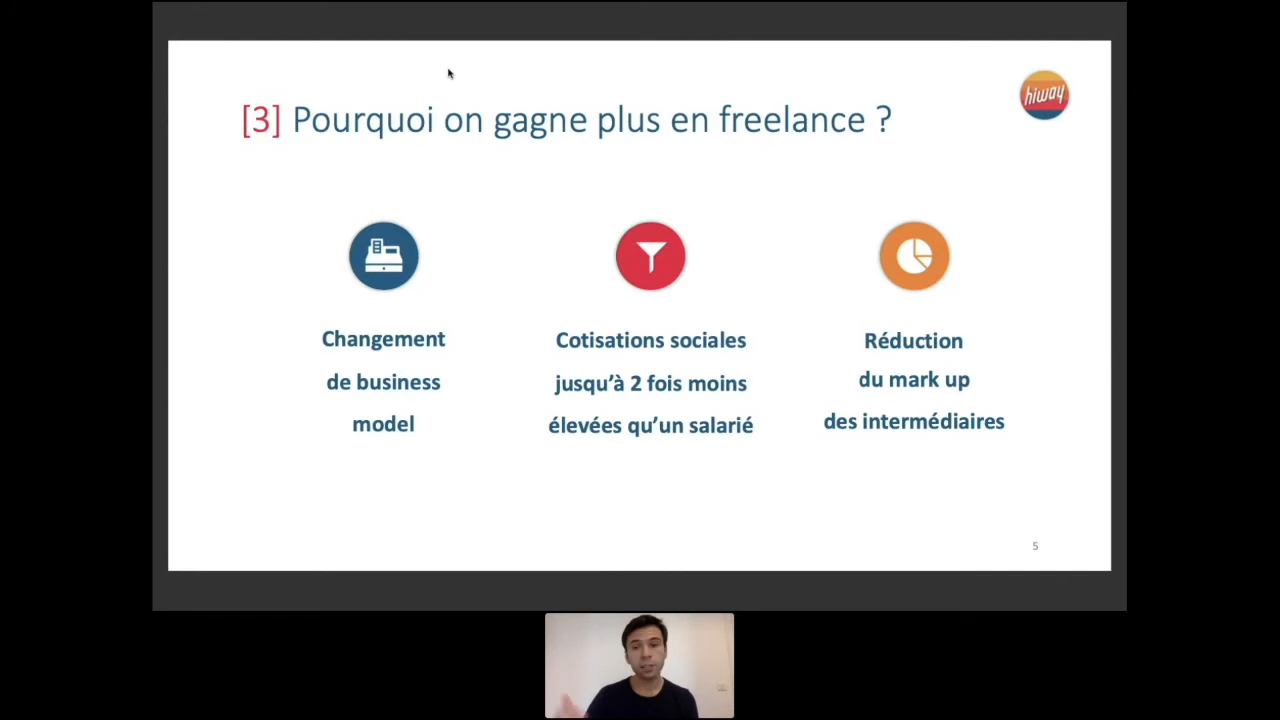 hiway
[3] Pourquoi on gagne plus en freelance ?
Changement
de business
model
Cotisations sociales
jusqu’à 2 fois moins
élevées qu’un salarié
Réduction
du mark up
des intermédiaires
5